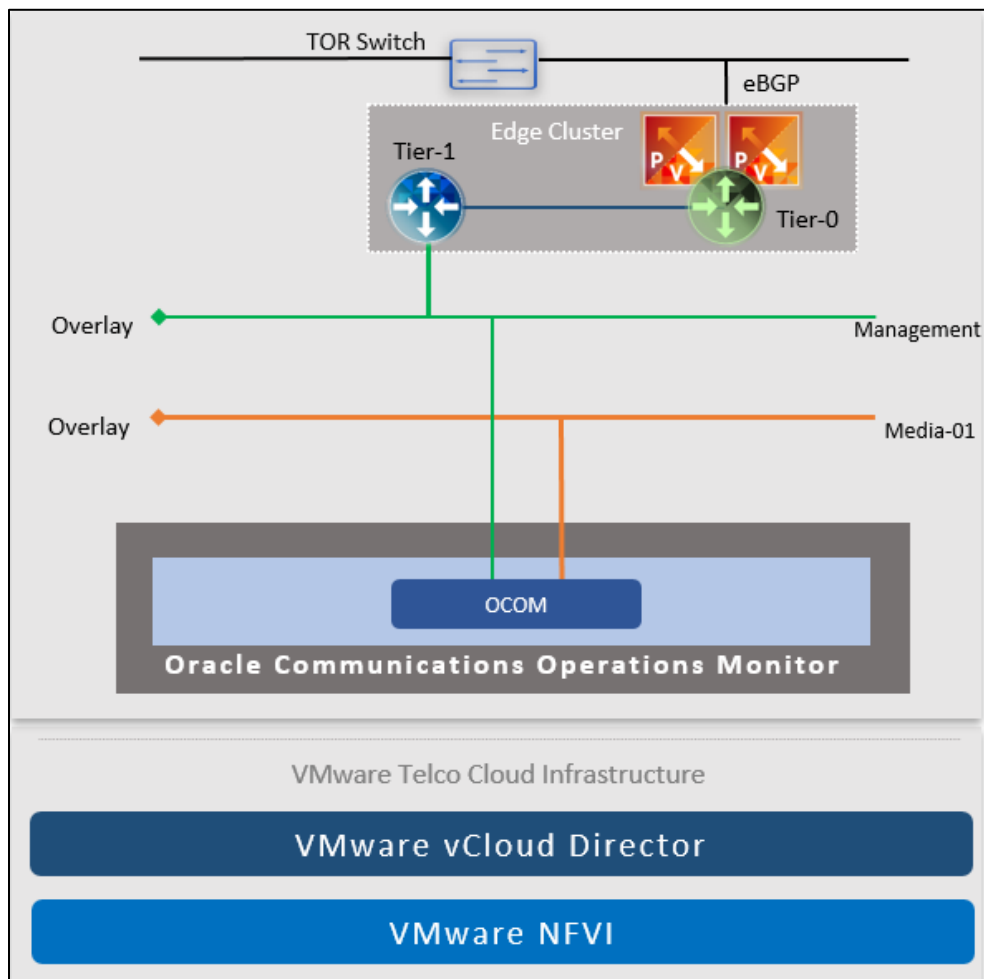 TOR Switch
eBGP
Edge Cluster
P V
P V
Tier-1
Tier-0
Overlay
Management
Overlay
Media-01
OCOM
Oracle Communications Operations Monitor
VMware Telco Cloud Infrastructure
VMware vCloud Director
VMware NFVI